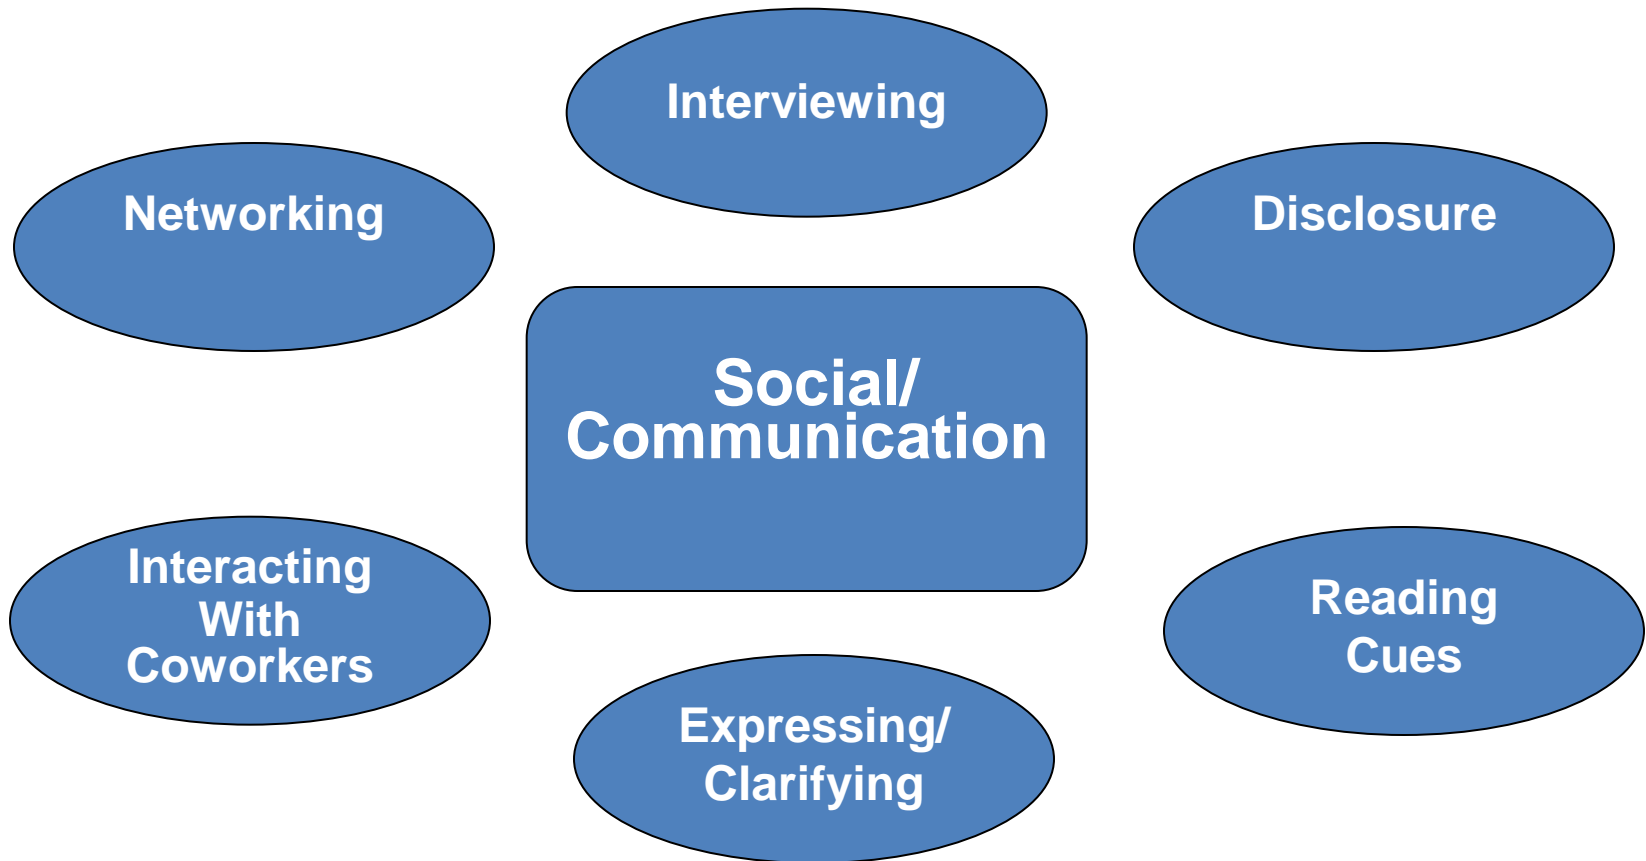 Interviewing
Networking
Disclosure
Social/
Communication
Interacting
With
Coworkers
Reading
Cues
Expressing/
Clarifying